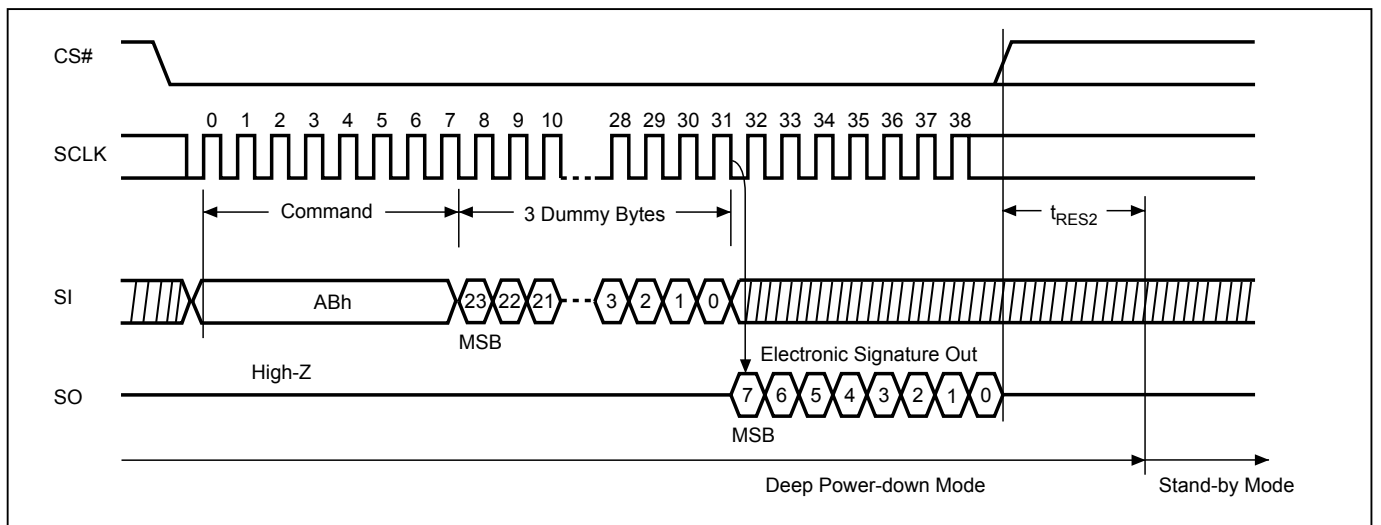 CS#
0 1 2 3 4 5 6 7 8 9 10 28 29 30 31 32 33 34 35 36 37 38
SCLK
Command
3 Dummy Bytes
tRES2
SI
ABh
23 22 21 3 2 1 0
MSB
Electronic Signature Out
High-Z
SO
7 6 5 4 3 2 1 0
MSB
Deep Power-down Mode
Stand-by Mode